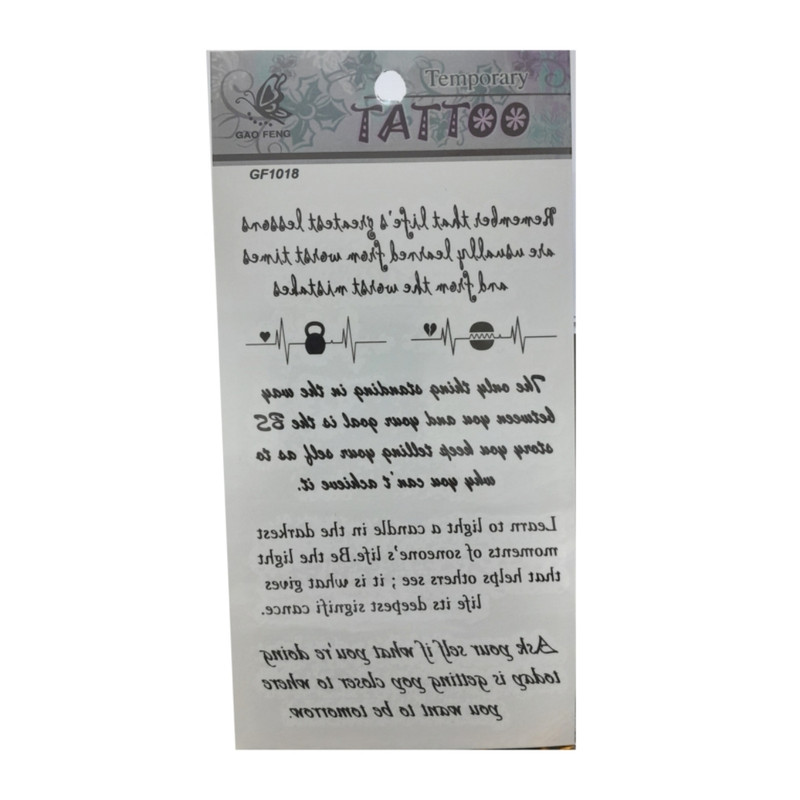 Temporary
TATTOO
GAO FENG
GF1018
Remember that life's greatest lessons
are usually learned from worst times
and from the worst mistakes
The only thing standing in the way
between you and your goal is the BS
story you keep telling your self as to
why you can't achieve it.
Learn to light a candle in the darkest
moments of someone's life.Be the light
that helps others see ; it is what gives
life its deepest signifi cance.
Ask your self if what you're doing
today is getting yoy closer to where
you want to be tomorrow.